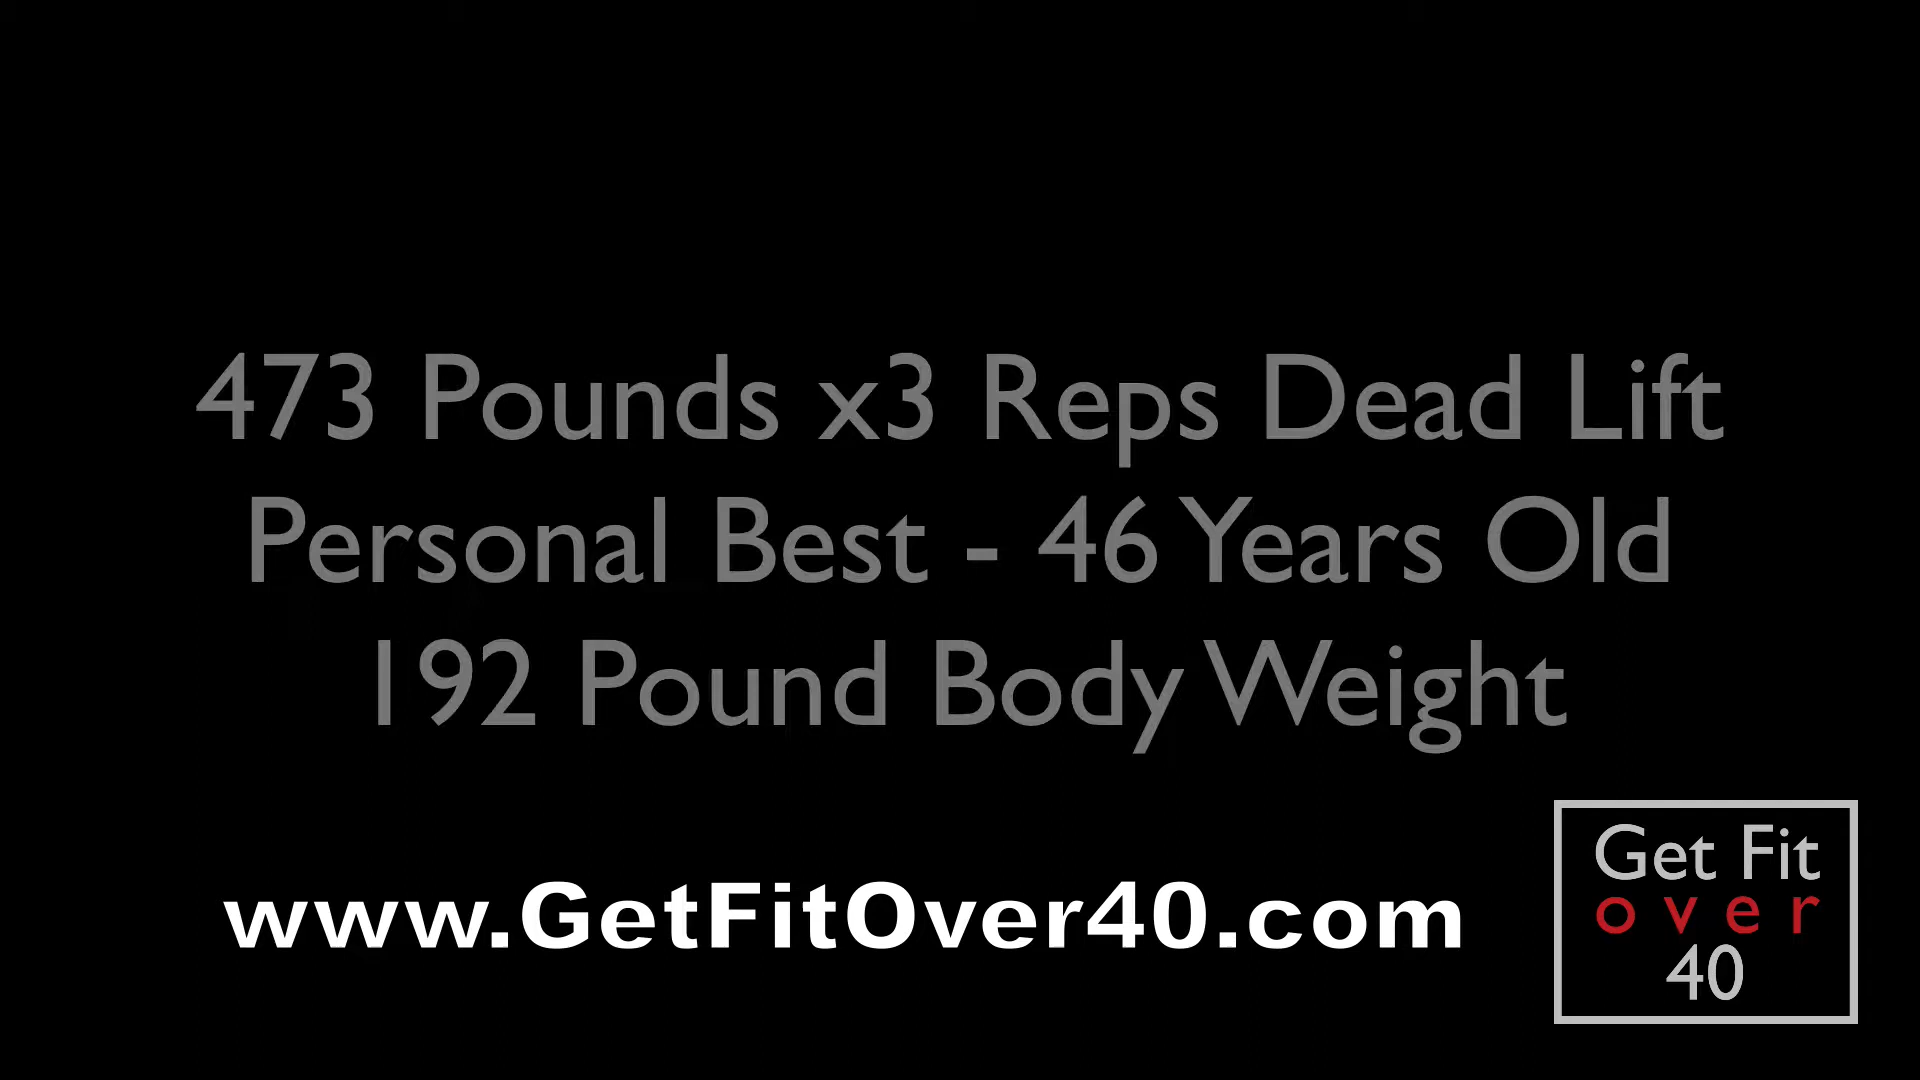 473 Pounds x3 Reps Dead Lift
Personal Best - 46 Years Old
192 Pound Body Weight
www.GetFitOver40.com
Get Fit
over
40